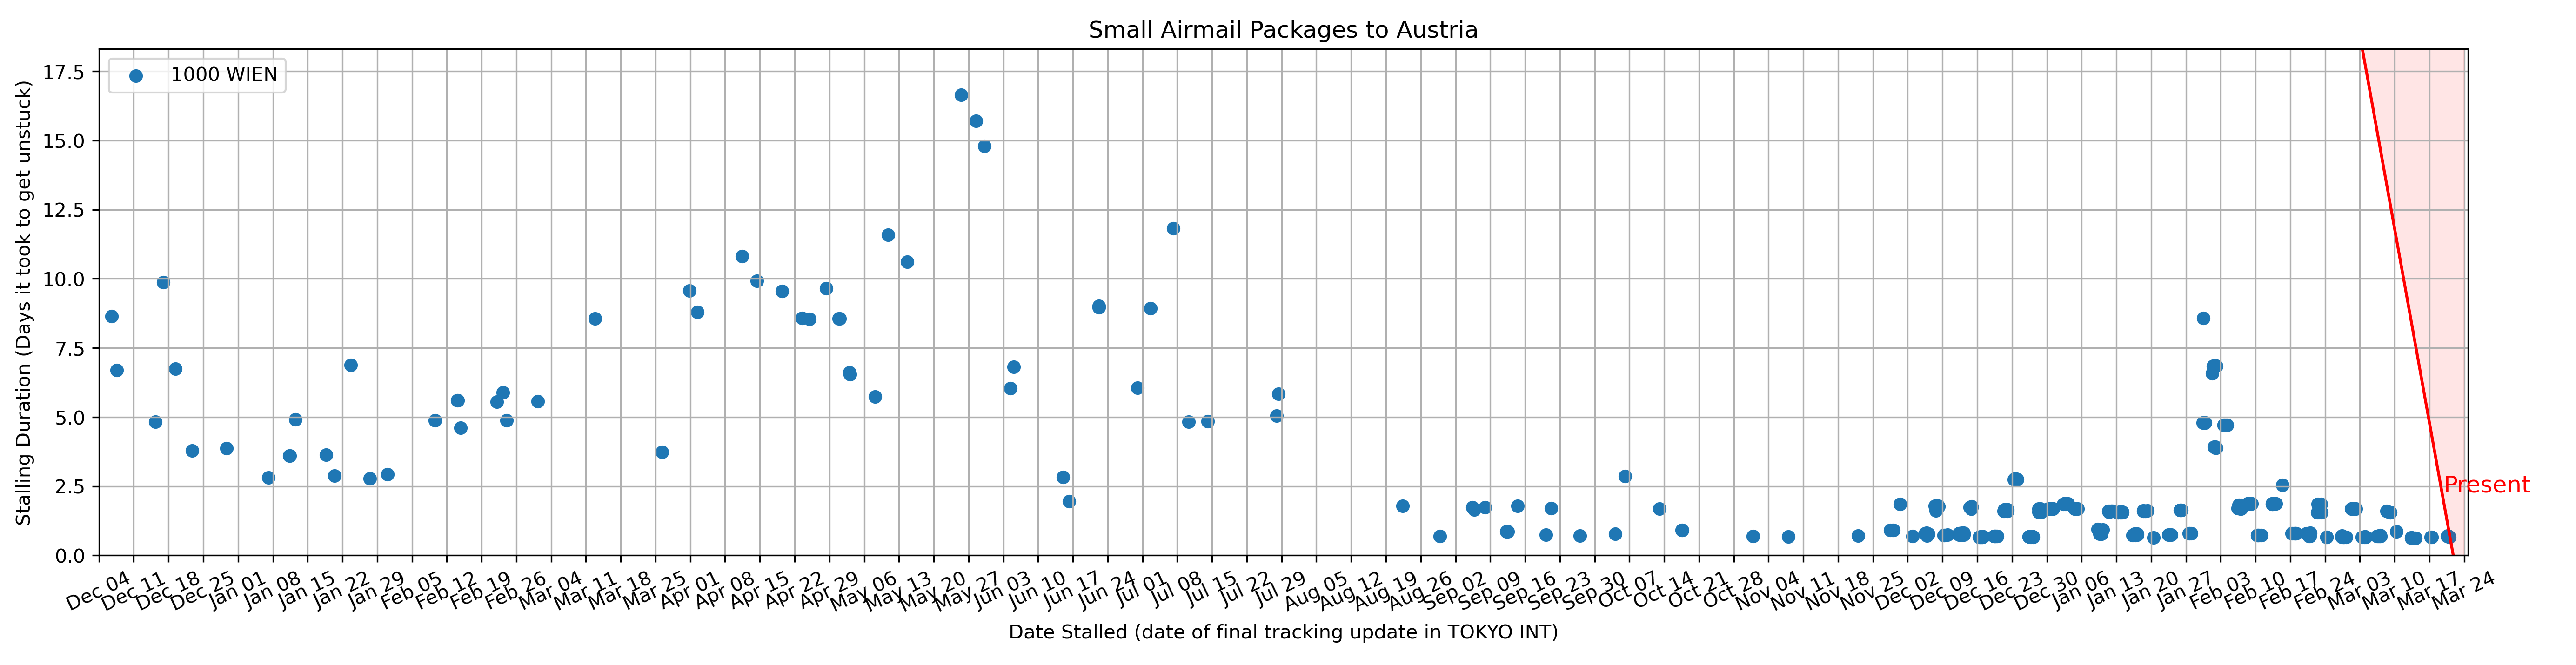 Small Airmail Packages to Austria
1000 WIEN
Stalling Duration (Days it took to get unstuck)
17.5
15.0
12.5
10.0
7.5
5.0
2.5
0.0
Present
Dec 04 Dec 11 Dec 18 Dec 25 Jan 01 Jan 08 Jan 15 Jan 22 Jan 29 Feb 05 Feb 12 Feb 19 Feb 26 Mar 04 Mar 11 Mar 18 Mar 25 Apr 01 Apr 08 Apr 15 Apr 22 Apr 29 May 06 May 13 May 20 May 27 Jun 03 Jun 10 Jun 17 Jun 24 Jul 01 Jul 08 Jul 15 Jul 22 Jul 29 Aug 05 Aug 12 Aug 19 Aug 26 Sep 02 Sep 09 Sep 16 Sep 23 Sep 30 Oct 07 Oct 14 Oct 21 Oct 28 Nov 04 Nov 11 Nov 18 Nov 25 Dec 02 Dec 09 Dec 16 Dec 23 Dec 30 Jan 06 Jan 13 Jan 20 Jan 27 Feb 03 Feb 10 Feb 17 Feb 24 Mar 03 Mar 10 Mar 17 Mar 24
Date Stalled (date of final tracking update in TOKYO INT)